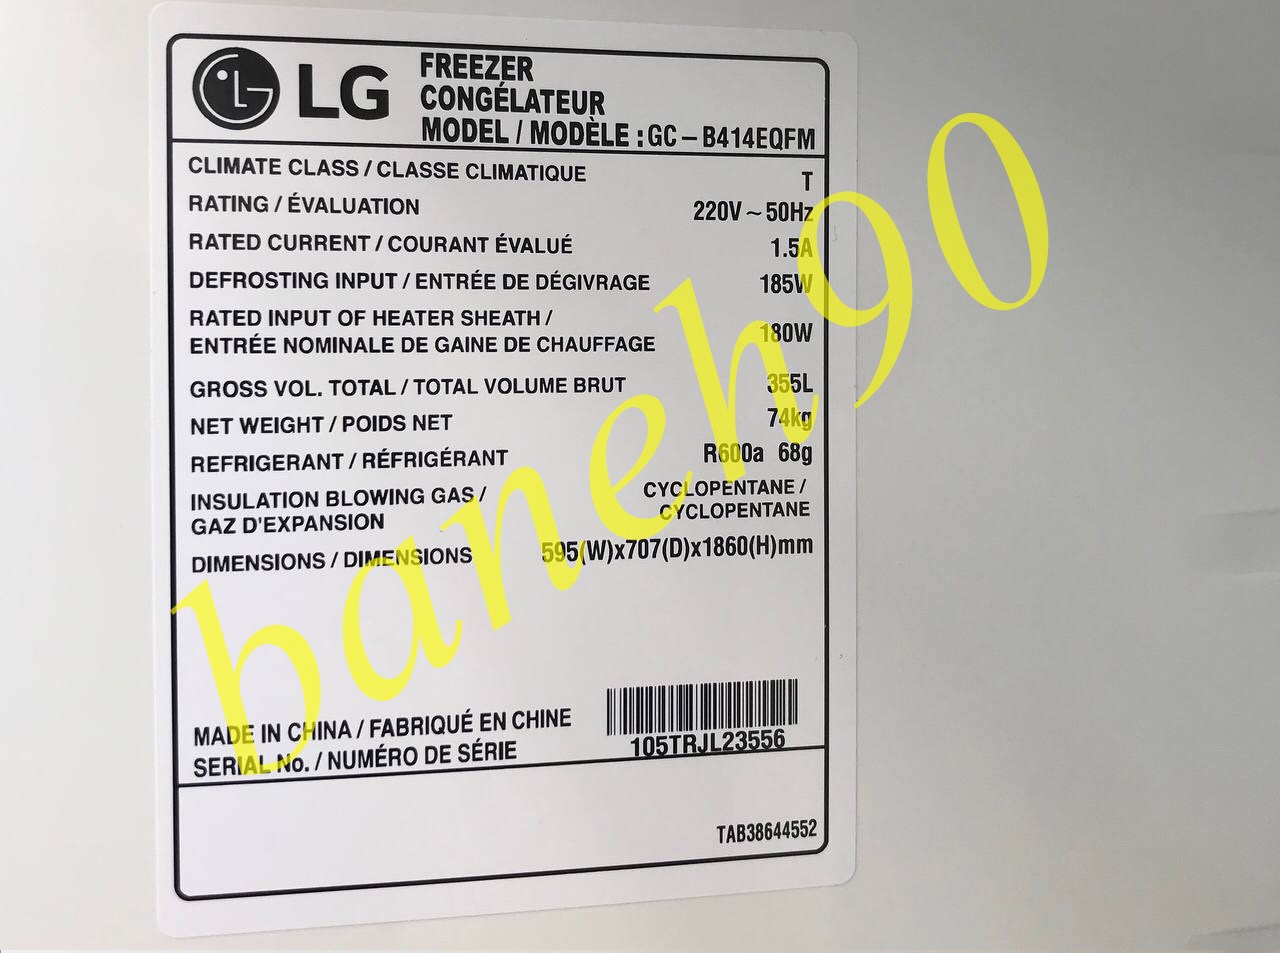 LG
FREEZER
CONGÉLATEUR
MODEL / MODÈLE : GC – B414EQFM
CLIMATE CLASS / CLASSE CLIMATIQUE T
RATING / ÉVALUATION 220V ~ 50Hz
RATED CURRENT / COURANT ÉVALUÉ 1.5A
DEFROSTING INPUT / ENTRÉE DE DÉGIVRAGE 185W
RATED INPUT OF HEATER SHEATH /
ENTRÉE NOMINALE DE GAINE DE CHAUFFAGE 180W
GROSS VOL. TOTAL / TOTAL VOLUME BRUT 355L
NET WEIGHT / POIDS NET 74kg
REFRIGERANT / RÉFRIGÉRANT R600a 68g
INSULATION BLOWING GAS / CYCLOPENTANE /
GAZ D'EXPANSION CYCLOPENTANE
DIMENSIONS / DIMENSIONS 595(W)x707(D)x1860(H)mm
MADE IN CHINA / FABRIQUÉ EN CHINE
SERIAL No. / NUMÉRO DE SÉRIE 105TRJL23556
TAB38644552
baneh90